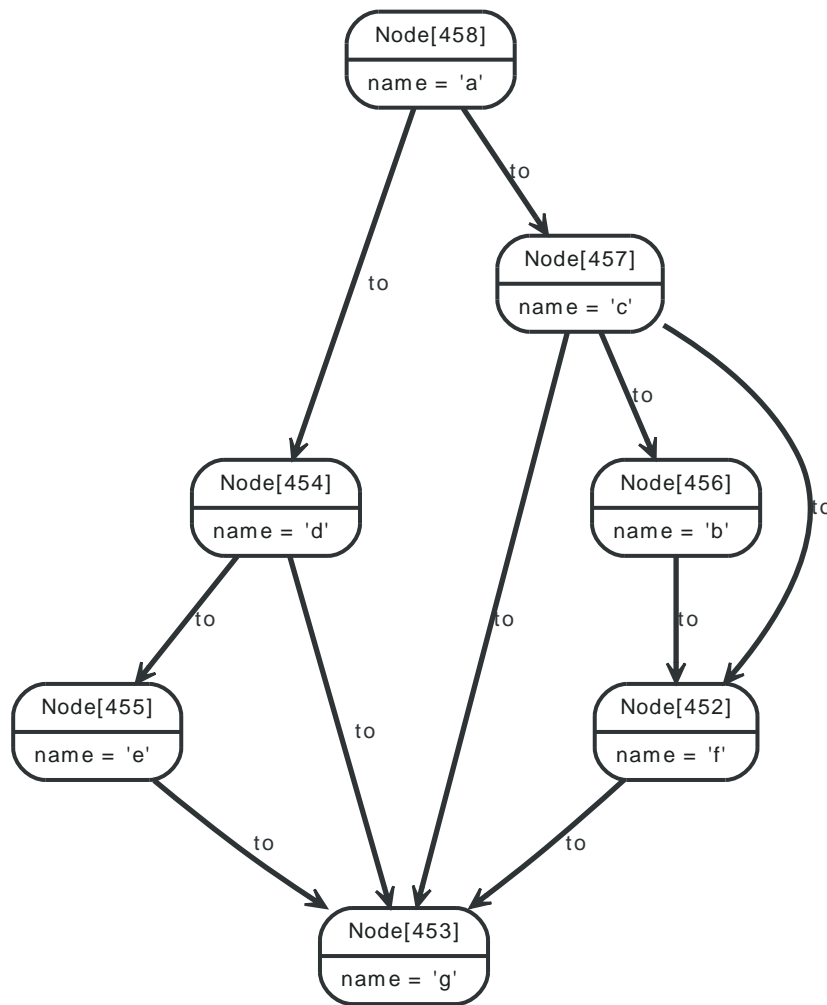 Node[458]
name = 'a'
to
Node[457]
to
name = 'c'
to
Node[454]
Node[456]
to
name = 'd'
name = 'b'
to
to
to
Node[455]
Node[452]
to
name = 'e'
name = 'f'
to
to
Node[453]
name = 'g'